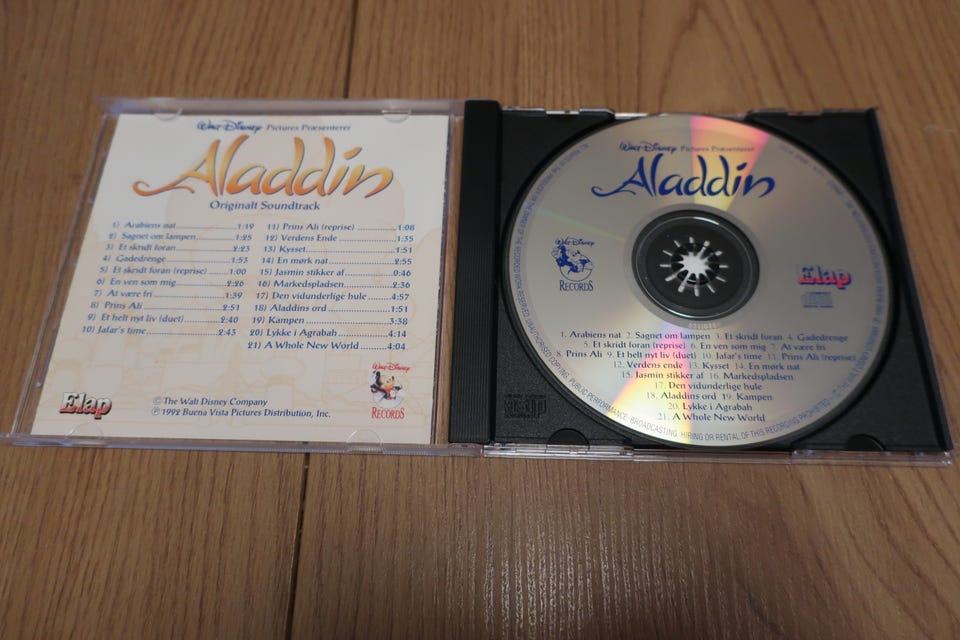 Walt Disney Pictures Præsenterer
Aladdin
Originalt Soundtrack
1) Arabiens nat 1:19
2) Sagnet om lampen 1:25
3) Et skridt foran 2:23
4) Gadedrenge 1:53
5) Et skridt foran (reprise) 1:00
6) En ven som mig 2:26
7) At være fri 1:39
8) Prins Ali 2:51
9) Et helt nyt liv (duet) 2:40
10) Jafar's time 2:43
11) Prins Ali (reprise) 1:08
12) Verdens Ende 1:35
13) Kysset 1:51
14) En mørk nat 2:55
15) Jasmin stikker af 0:46
16) Markedspladsen 2:36
17) Den vidunderlige hule 4:57
18) Aladdins ord 1:51
19) Kampen 3:38
20) Lykke i Agrabah 4:14
21) A Whole New World 4:04
Elap
© The Walt Disney Company
℗ 1992 Buena Vista Pictures Distribution, Inc.
Walt Disney
RECORDS
Walt Disney Pictures Præsenterer
Aladdin
Walt Disney
RECORDS
Elap
1. Arabiens nat 2. Sagnet om lampen 3. Et skridt foran 4. Gadedrenge
5. Et skridt foran (reprise) 6. En ven som mig 7. At være fri
8. Prins Ali 9. Et helt nyt liv (duet) 10. Jafar's time 11. Prins Ali (reprise)
12. Verdens ende 13. Kysset 14. En mørk nat
15. Jasmin stikker af 16. Markedspladsen
17. Den vidunderlige hule
18. Aladdins ord 19. Kampen
20. Lykke i Agrabah
21. A Whole New World
COPYING, PUBLIC PERFORMANCE, BROADCASTING, HIRING OR RENTAL OF THIS RECORDING PROHIBITED